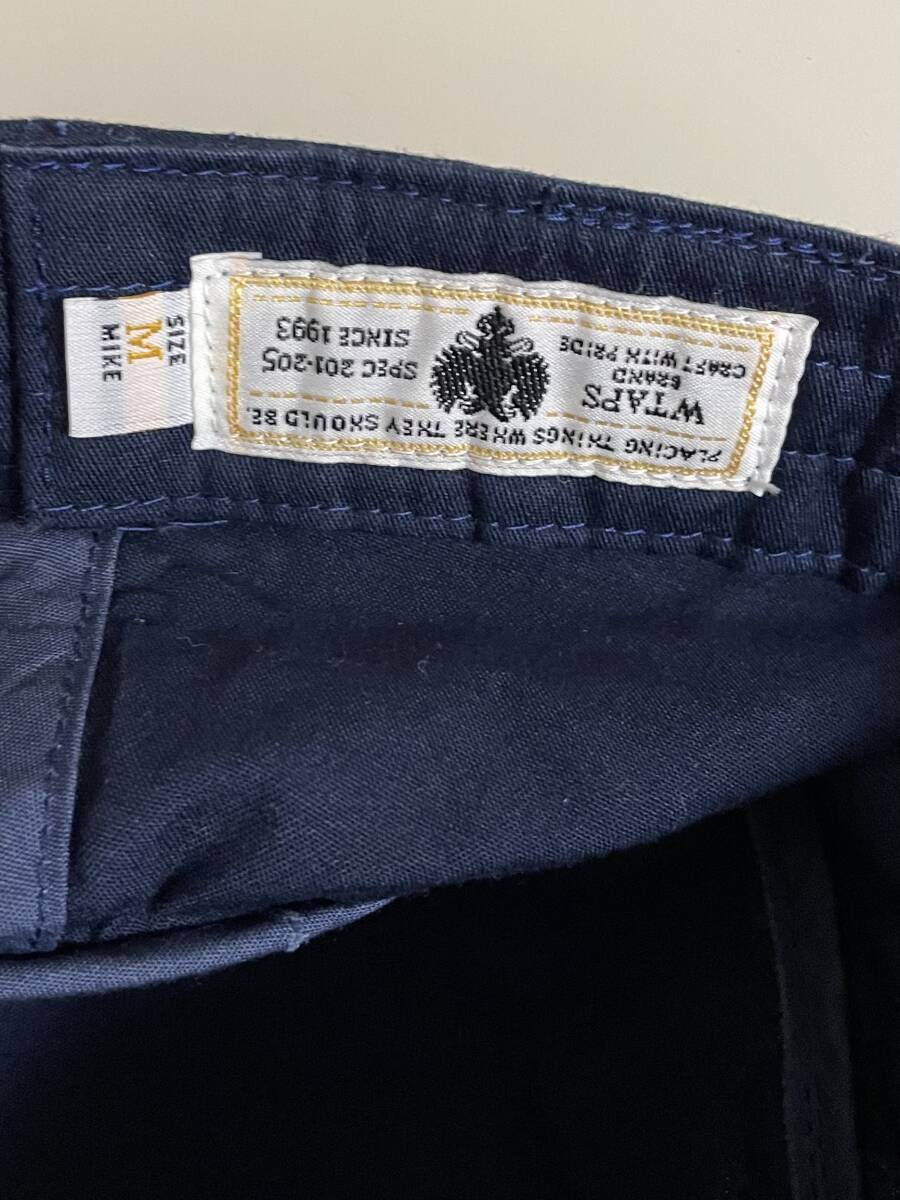 PLACING THINGS WHERE THEY SHOULD BE.
WTAPS
BRAND
CRAFT WITH PRIDE
SPEC 201-205
SINCE 1993
SIZE
M
MIKE